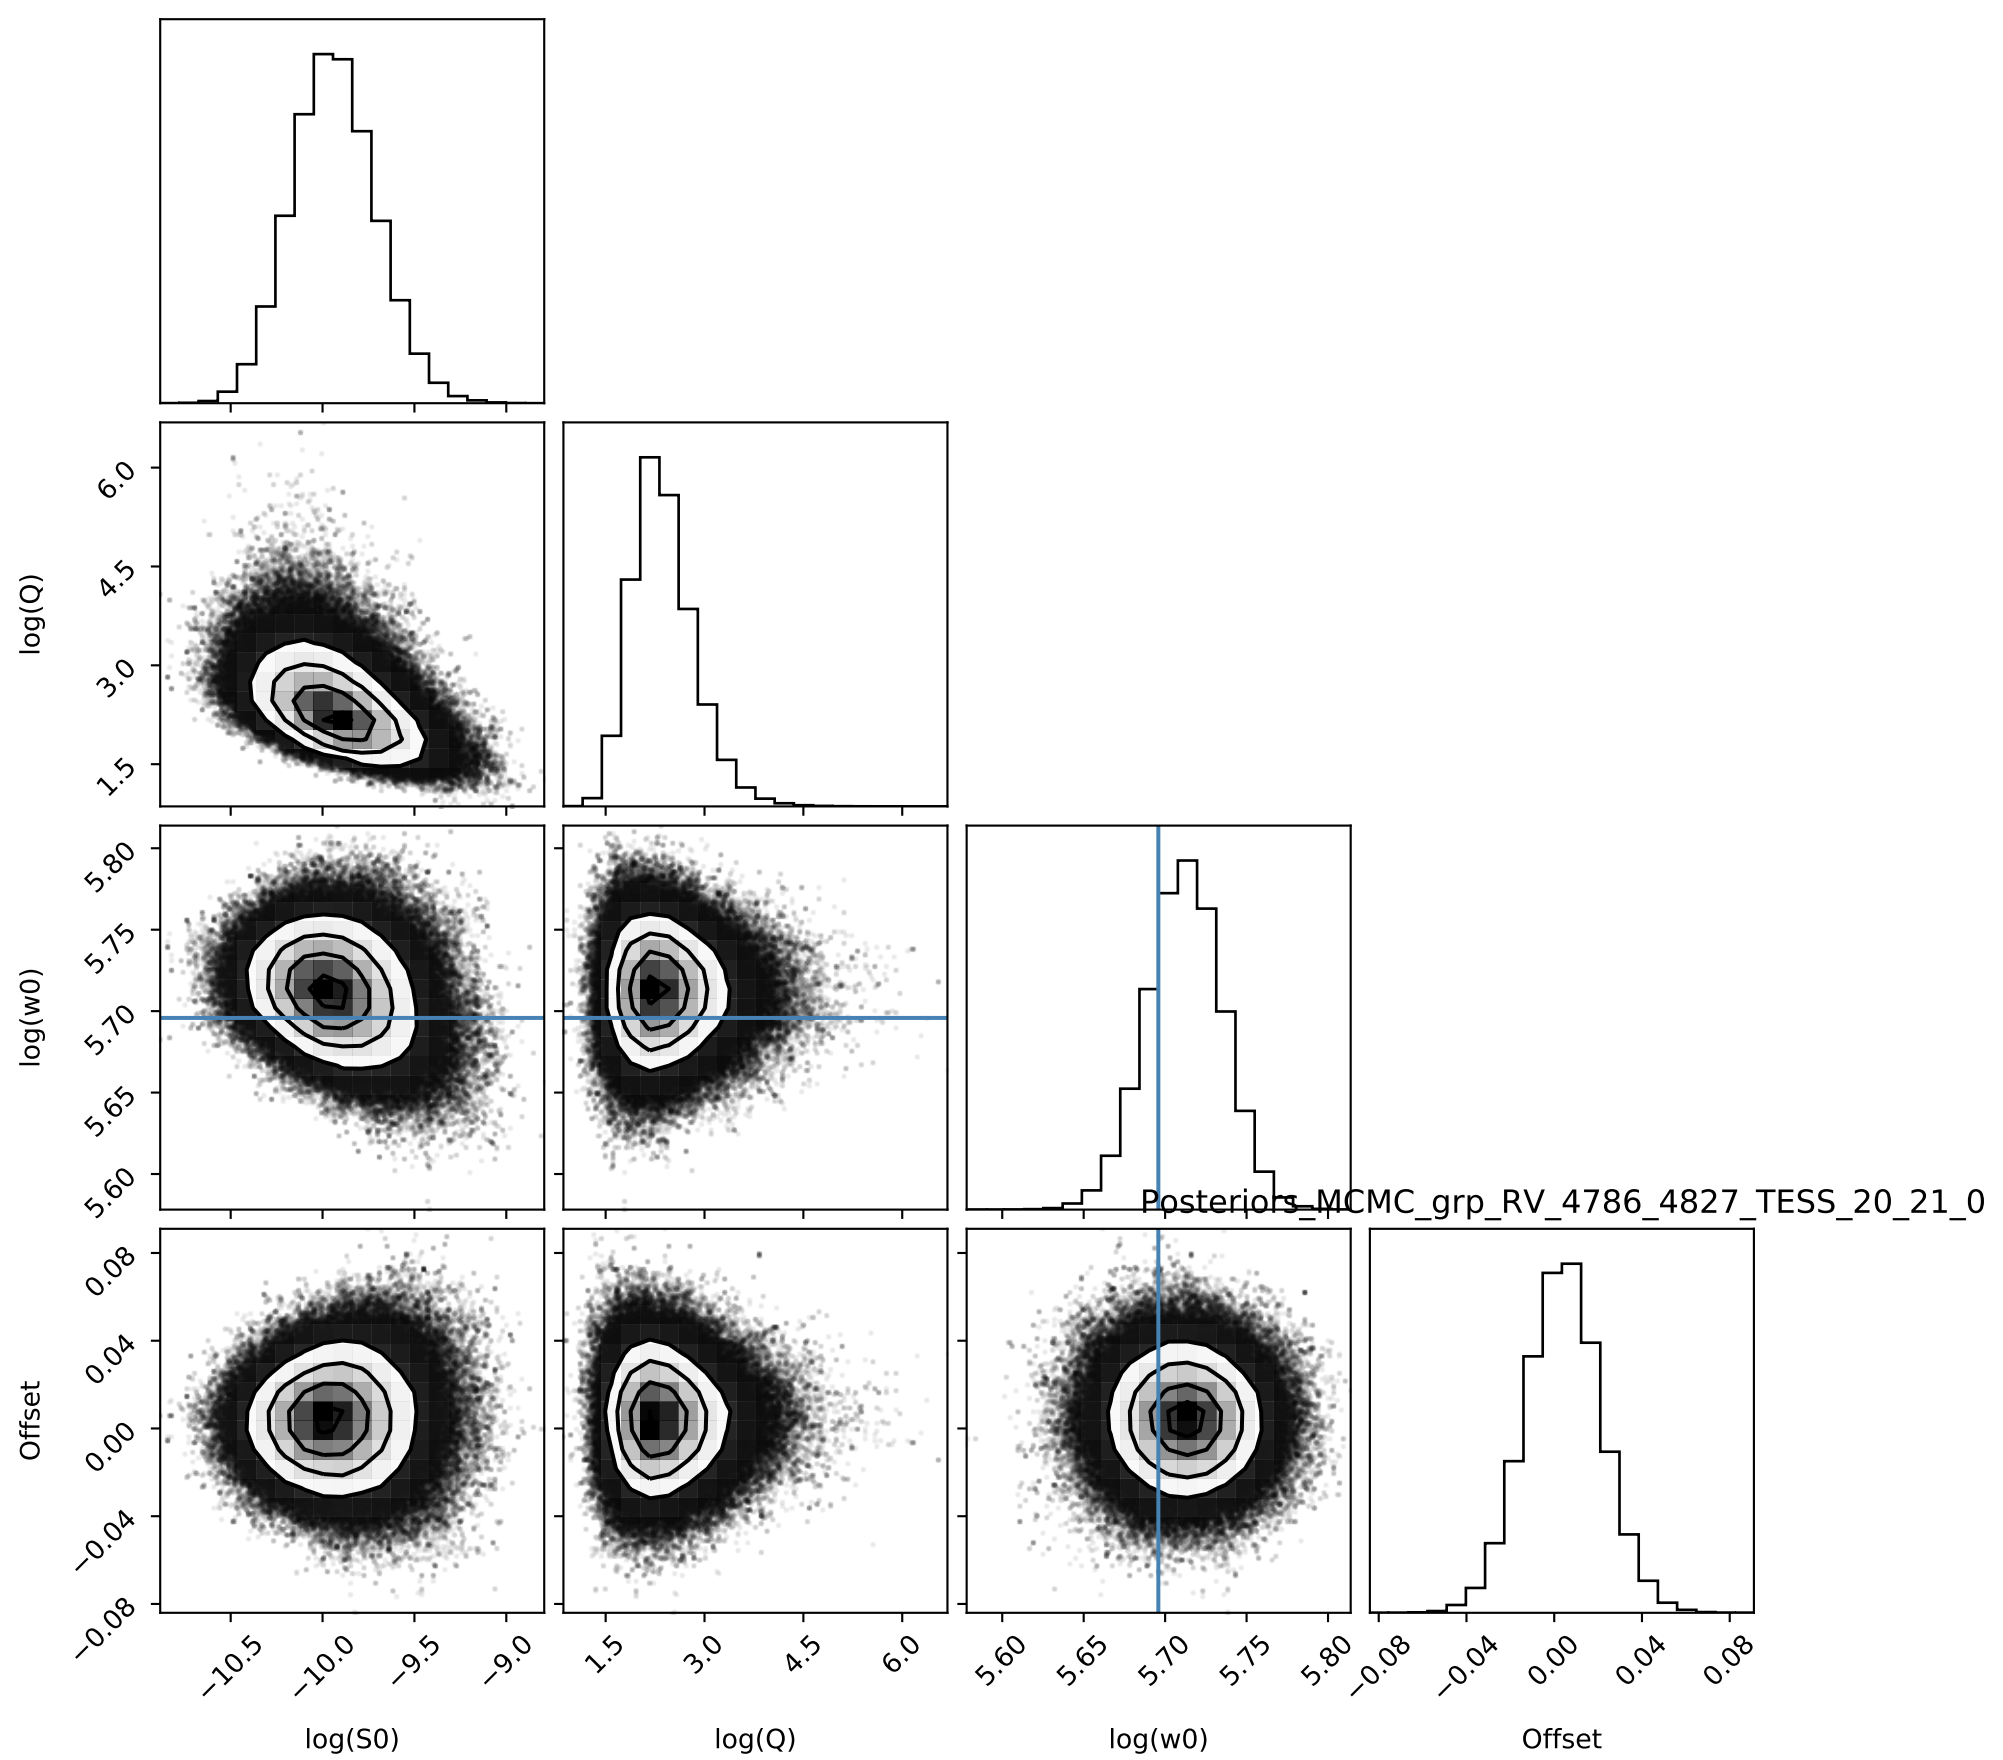 6.0
4.5
3.0
1.5
log(Q)
5.80
5.75
5.70
5.65
5.60
log(w0)
Posteriors_MCMC_grp_RV_4786_4827_TESS_20_21_0
0.08
0.04
0.00
−0.04
−0.08
Offset
−10.5 −10.0 −9.5 −9.0 1.5 3.0 4.5 6.0 5.60 5.65 5.70 5.75 5.80 −0.08 −0.04 0.00 0.04 0.08
log(S0) log(Q) log(w0) Offset